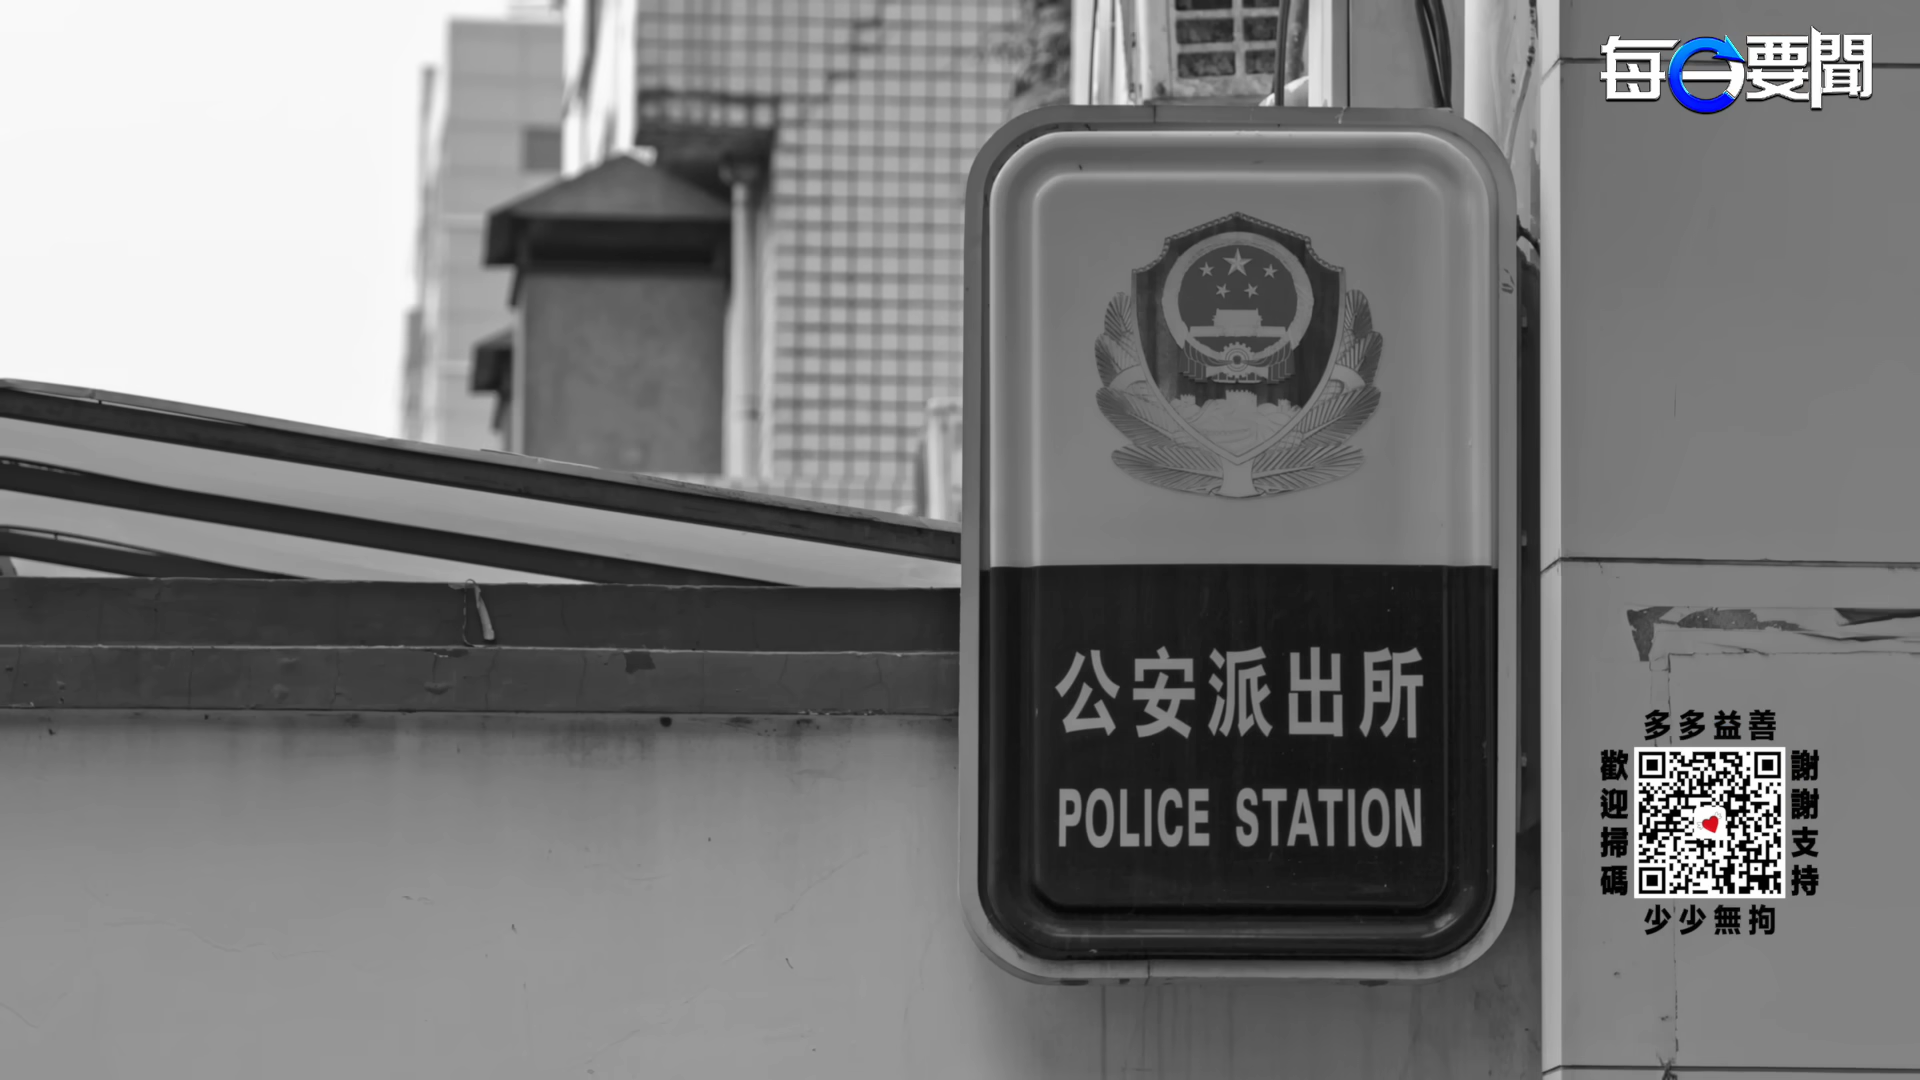 每日要聞
公安派出所
POLICE STATION
多多益善
歡迎掃碼
謝謝支持
少少無拘